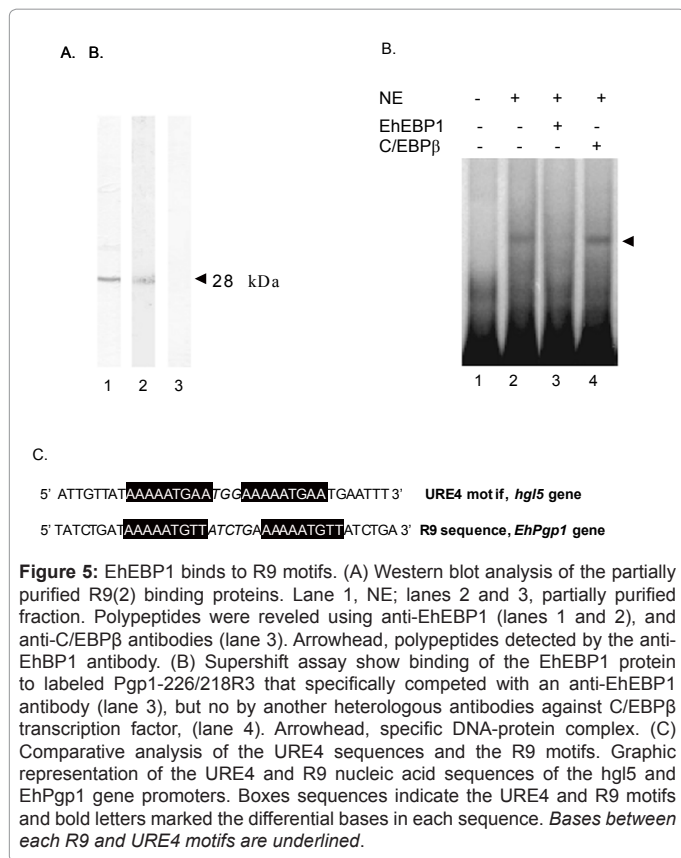 A. B.
28 kDa
1 2 3
B.
NE - + + +
EhEBP1 - - + -
C/EBPβ - - - +
1 2 3 4
C.
5' ATTGTTATAAAAATGAATGGAAAAATGAATGAATTT 3' URE4 motif, hgl5 gene
5' TATCTGATAAAAATGTTATCTGAAAAAATGTTATCTGA 3' R9 sequence, EhPgp1 gene
Figure 5: EhEBP1 binds to R9 motifs. (A) Western blot analysis of the partially
purified R9(2) binding proteins. Lane 1, NE; lanes 2 and 3, partially purified
fraction. Polypeptides were reveled using anti-EhEBP1 (lanes 1 and 2), and
anti-C/EBPβ antibodies (lane 3). Arrowhead, polypeptides detected by the anti-
EhBP1 antibody. (B) Supershift assay show binding of the EhEBP1 protein
to labeled Pgp1-226/218R3 that specifically competed with an anti-EhEBP1
antibody (lane 3), but no by another heterologous antibodies against C/EBPβ
transcription factor, (lane 4). Arrowhead, specific DNA-protein complex. (C)
Comparative analysis of the URE4 sequences and the R9 motifs. Graphic
representation of the URE4 and R9 nucleic acid sequences of the hgl5 and
EhPgp1 gene promoters. Boxes sequences indicate the URE4 and R9 motifs
and bold letters marked the differential bases in each sequence. Bases between
each R9 and URE4 motifs are underlined.